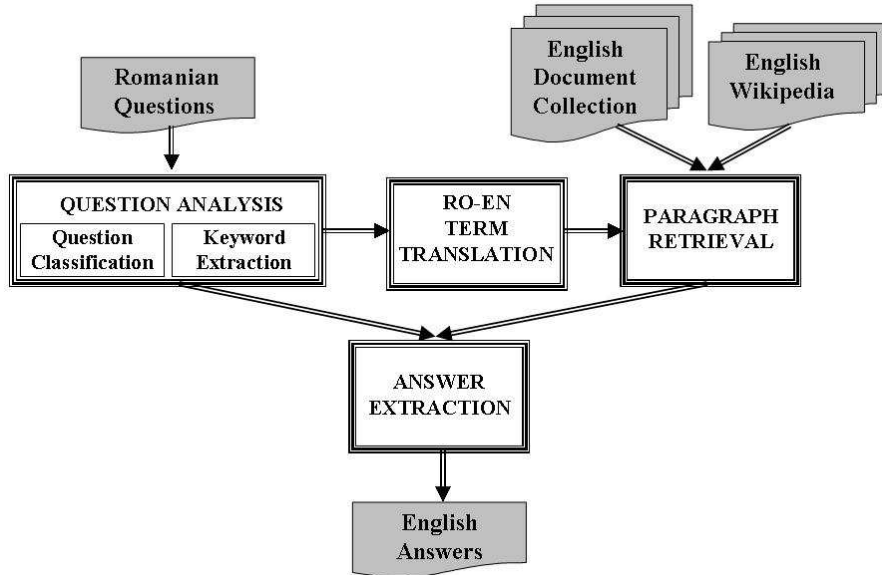 Romanian
Questions
English
Document
Collection
English
Wikipedia
QUESTION ANALYSIS
Question
Classification
Keyword
Extraction
RO-EN
TERM
TRANSLATION
PARAGRAPH
RETRIEVAL
ANSWER
EXTRACTION
English
Answers